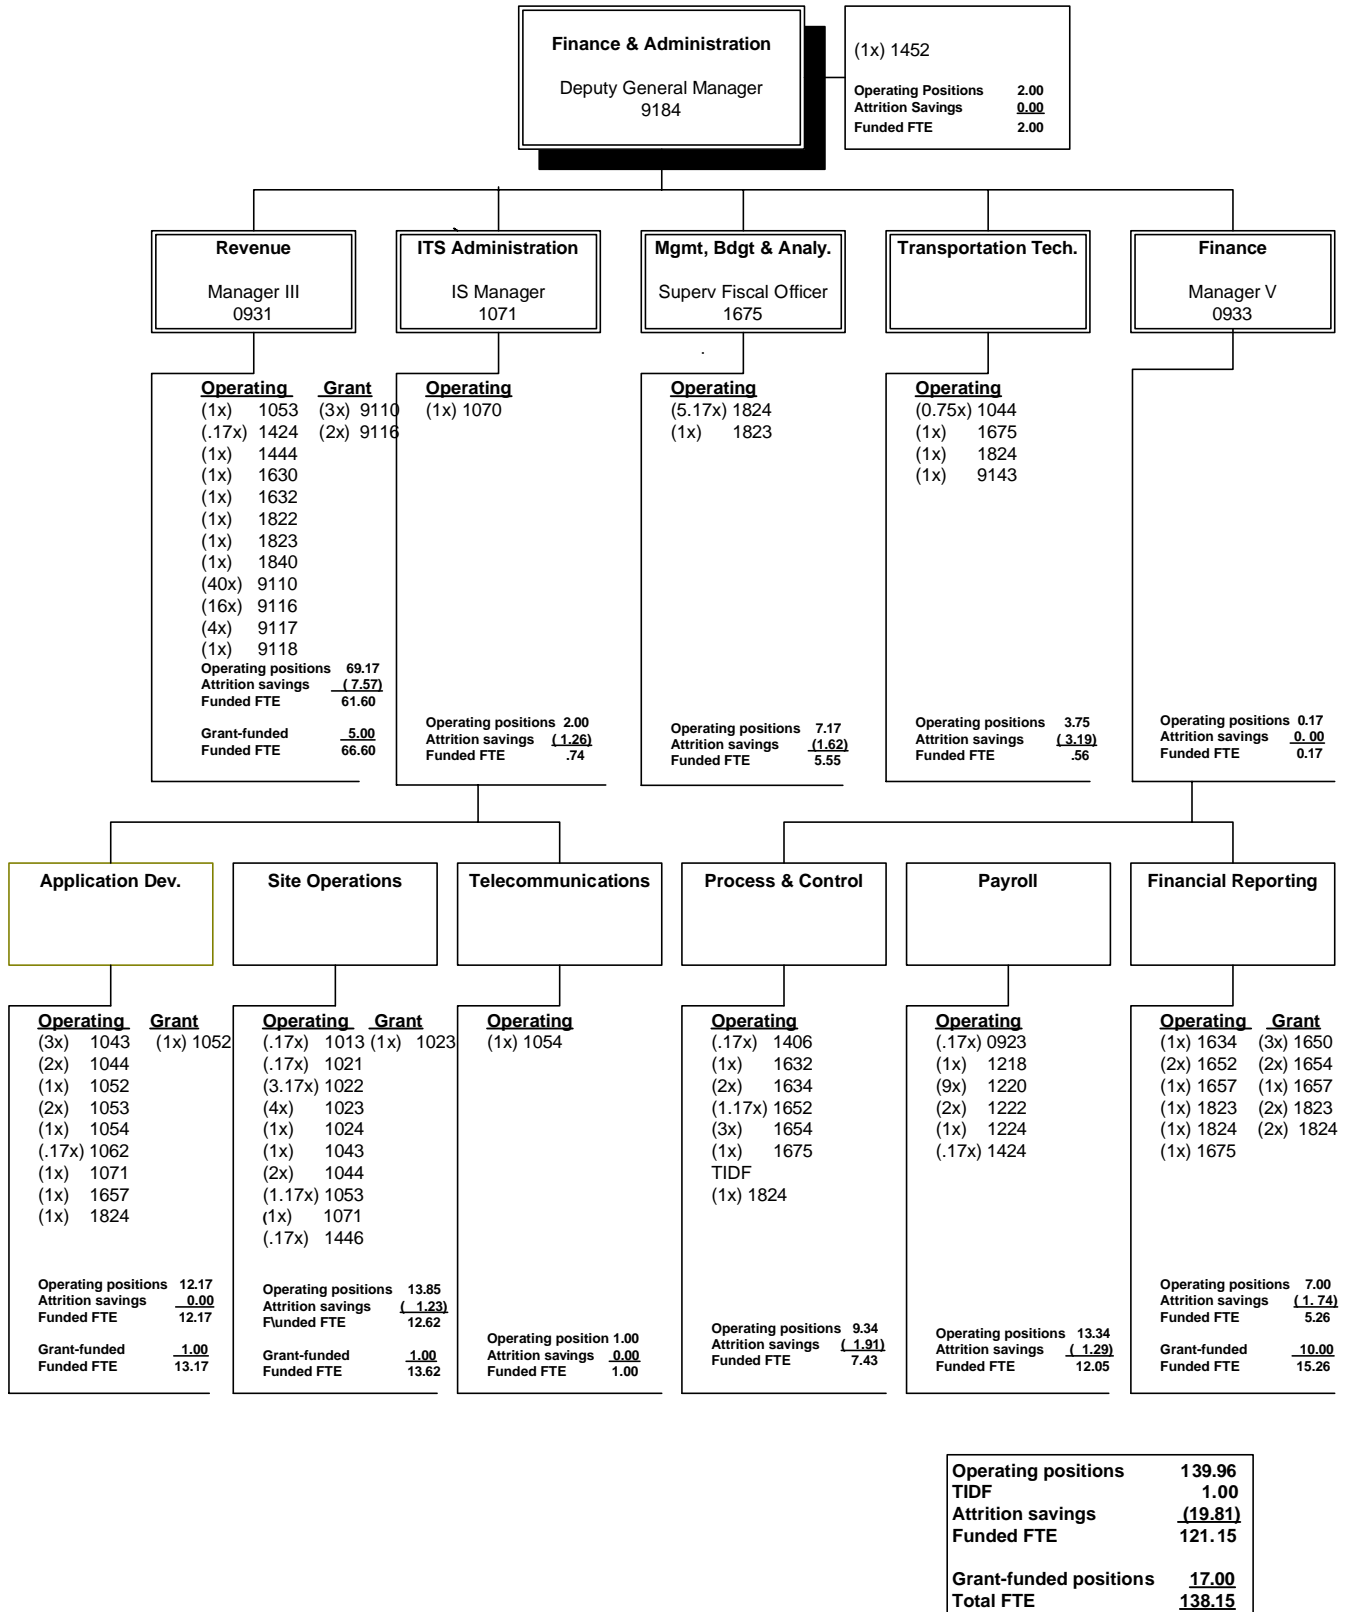 Finance & Administration
Deputy General Manager
9184
(1x) 1452
Operating Positions 2.00
Attrition Savings 0.00
Funded FTE 2.00
Revenue
Manager III
0931
ITS Administration
IS Manager
1071
Mgmt, Bdgt & Analy.
Superv Fiscal Officer
1675
Transportation Tech.
Finance
Manager V
0933
Operating Grant
(1x) 1053 (3x) 9110
(.17x) 1424 (2x) 9116
(1x) 1444
(1x) 1630
(1x) 1632
(1x) 1822
(1x) 1823
(1x) 1840
(40x) 9110
(16x) 9116
(4x) 9117
(1x) 9118
Operating positions 69.17
Attrition savings ( 7.57)
Funded FTE 61.60
Grant-funded 5.00
Funded FTE 66.60
Operating
(1x) 1070
Operating positions 2.00
Attrition savings ( 1.26)
Funded FTE .74
Operating
(5.17x) 1824
(1x) 1823
Operating positions 7.17
Attrition savings (1.62)
Funded FTE 5.55
Operating
(0.75x) 1044
(1x) 1675
(1x) 1824
(1x) 9143
Operating positions 3.75
Attrition savings ( 3.19)
Funded FTE .56
Operating positions 0.17
Attrition savings 0. 00
Funded FTE 0.17
Application Dev.
Site Operations
Telecommunications
Process & Control
Payroll
Financial Reporting
Operating Grant
(3x) 1043 (1x) 1052
(2x) 1044
(1x) 1052
(2x) 1053
(1x) 1054
(.17x) 1062
(1x) 1071
(1x) 1657
(1x) 1824
Operating positions 12.17
Attrition savings 0.00
Funded FTE 12.17
Grant-funded 1.00
Funded FTE 13.17
Operating Grant
(.17x) 1013 (1x) 1023
(.17x) 1021
(3.17x) 1022
(4x) 1023
(1x) 1024
(1x) 1043
(2x) 1044
(1.17x) 1053
(1x) 1071
(.17x) 1446
Operating positions 13.85
Attrition savings ( 1.23)
F\unded FTE 12.62
Grant-funded 1.00
Funded FTE 13.62
Operating
(1x) 1054
Operating position 1.00
Attrition savings 0.00
Funded FTE 1.00
Operating
(.17x) 1406
(1x) 1632
(2x) 1634
(1.17x) 1652
(3x) 1654
(1x) 1675
TIDF
(1x) 1824
Operating positions 9.34
Attrition savings ( 1.91)
Funded FTE 7.43
Operating
(.17x) 0923
(1x) 1218
(9x) 1220
(2x) 1222
(1x) 1224
(.17x) 1424
Operating positions 13.34
Attrition savings ( 1.29)
Funded FTE 12.05
Operating Grant
(1x) 1634 (3x) 1650
(2x) 1652 (2x) 1654
(1x) 1657 (1x) 1657
(1x) 1823 (2x) 1823
(1x) 1824 (2x) 1824
(1x) 1675
Operating positions 7.00
Attrition savings ( 1. 74)
Funded FTE 5.26
Grant-funded 10.00
Funded FTE 15.26
Operating positions 139.96
TIDF 1.00
Attrition savings (19.81)
Funded FTE 121.15
Grant-funded positions 17.00
Total FTE 138.15